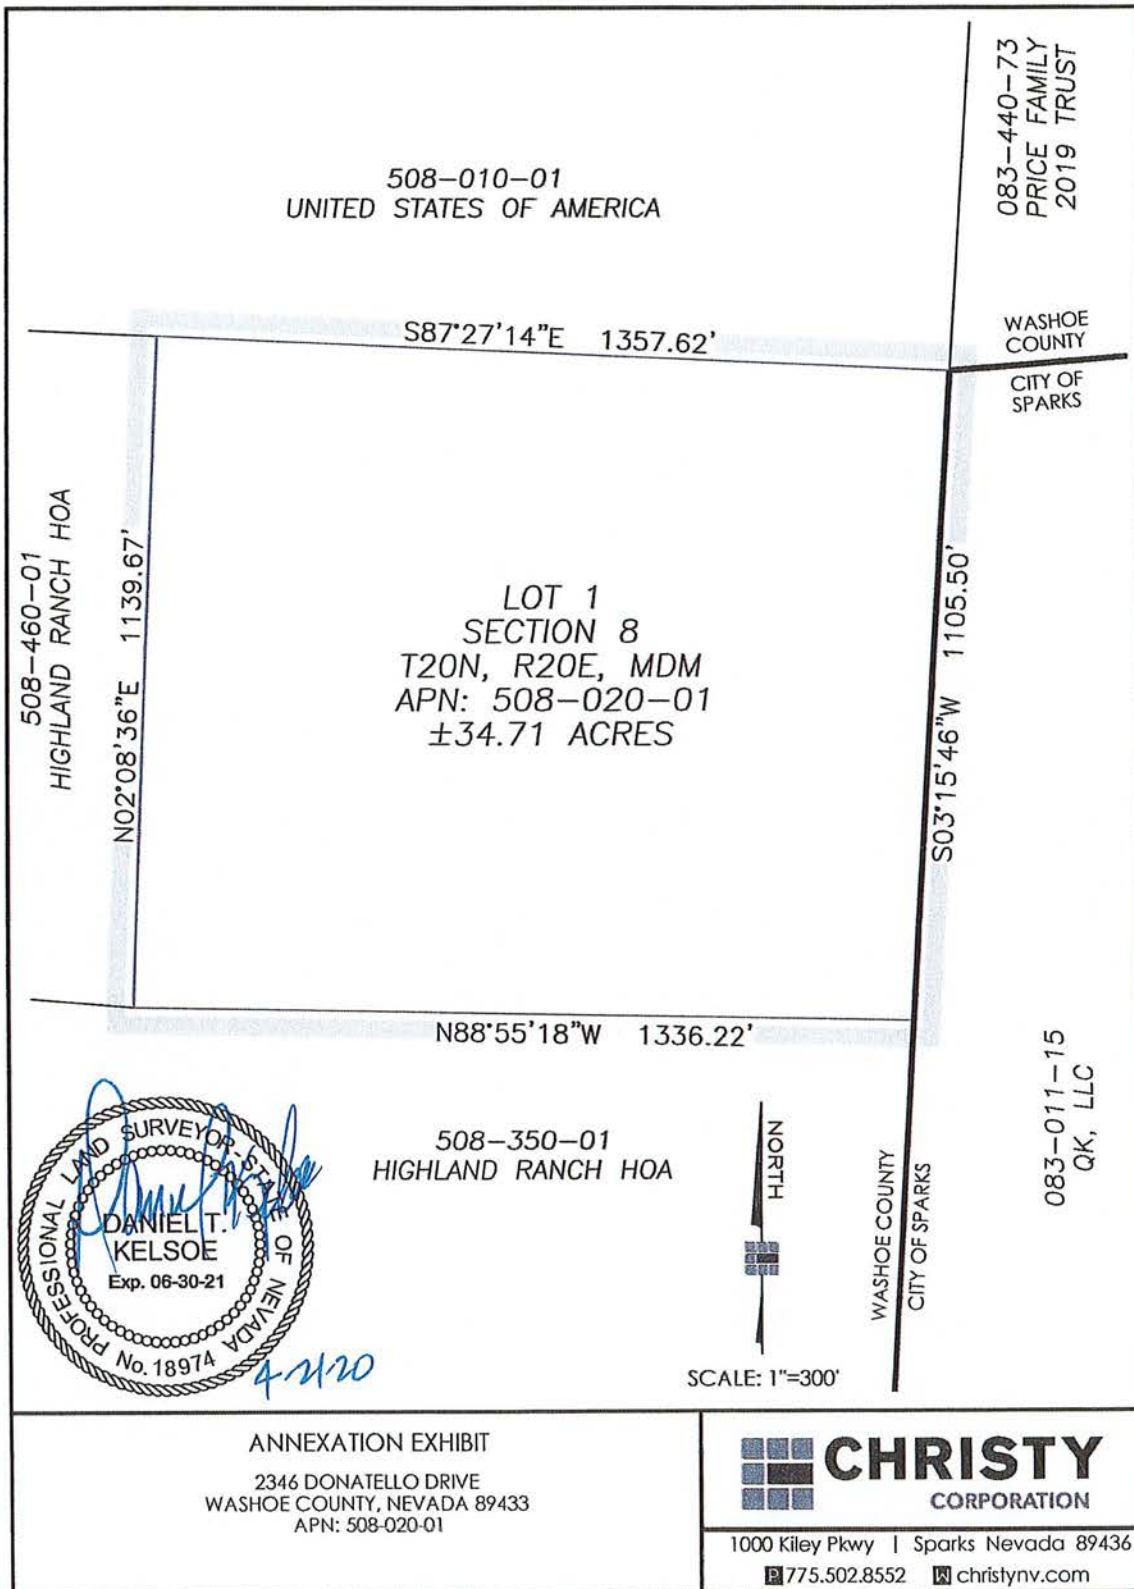 083-440-73
PRICE FAMILY
2019 TRUST
508-010-01
UNITED STATES OF AMERICA
WASHOE
COUNTY
CITY OF
SPARKS
S87°27'14"E 1357.62'
508-460-01
HIGHLAND RANCH HOA
N02°08'36"E 1139.67'
LOT 1
SECTION 8
T20N, R20E, MDM
APN: 508-020-01
±34.71 ACRES
S03°15'46"W 1105.50'
N88°55'18"W 1336.22'
508-350-01
HIGHLAND RANCH HOA
NORTH
SCALE: 1"=300'
WASHOE COUNTY
CITY OF SPARKS
083-011-15
QK, LLC
PROFESSIONAL LAND SURVEYOR-STATE OF NEVADA
DANIEL T.
KELSOE
Exp. 06-30-21
No. 18974
ANNEXATION EXHIBIT
2346 DONATELLO DRIVE
WASHOE COUNTY, NEVADA 89433
APN: 508-020-01
CHRISTY
CORPORATION
1000 Kiley Pkwy | Sparks Nevada 89436
P 775.502.8552 W christynv.com